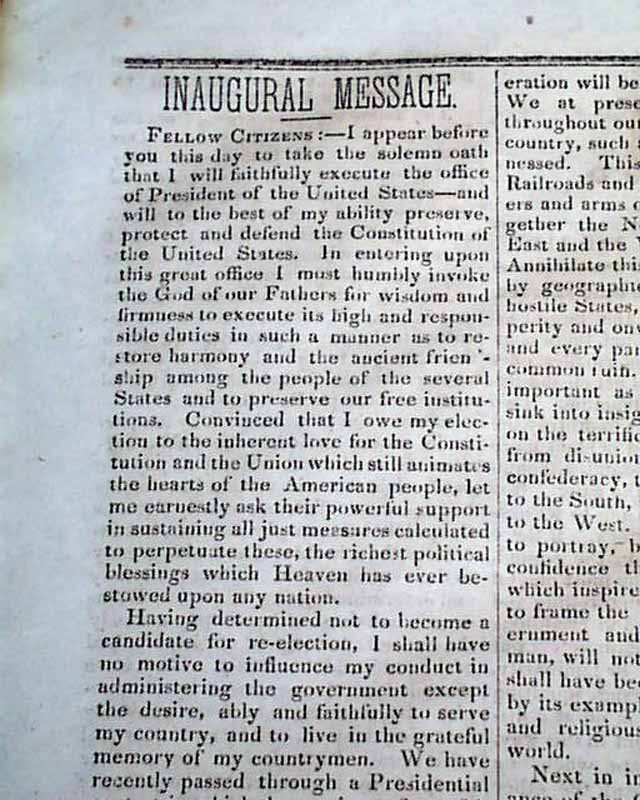 INAUGURAL MESSAGE.
FELLOW CITIZENS:—I appear before
you this day to take the solemn oath
that I will faithfully execute the office
of President of the United States—and
will to the best of my ability preserve,
protect and defend the Constitution of
the United States. In entering upon
this great office I must humbly invoke
the God of our Fathers for wisdom and
firmness to execute its high and respon-
sible duties in such a manner as to re-
store harmony and the ancient frien
ship among the people of the several
States and to preserve our free institu-
tions. Convinced that I owe my elec-
tion to the inherent love for the Consti-
tution and the Union which still animates
the hearts of the American people, let
me earnestly ask their powerful support
in sustaining all just measures calculated
to perpetuate these, the richest political
blessings which Heaven has ever be-
stowed upon any nation.
Having determined not to become a
candidate for re-election, I shall have
no motive to influence my conduct in
administering the government except
the desire, ably and faithfully to serve
my country, and to live in the grateful
memory of my countrymen. We have
recently passed through a Presidential
eration will be
We at prese
throughout our
country, such a
nessed. This
Railroads and
ers and arms o
gether the No
East and the
Annihilate this
by geographic
hostile States,
perity and onw
and every par
common ruin.
important as
sink into insig
on the terrific
from disunion
confederacy, t
to the South,
to the West.
to portray, b
confidence th
which inspire
to frame the
ernment and
man, will not
shall have bee
by its exampl
and religious
world.
Next in im